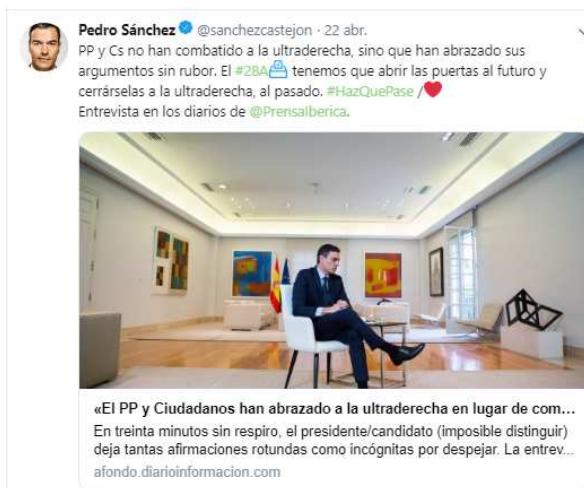 Pedro Sánchez @sanchezcastejon · 22 abr.
PP y Cs no han combatido a la ultraderecha, sino que han abrazado sus
argumentos sin rubor. El #28A tenemos que abrir las puertas al futuro y
cerrárselas a la ultraderecha, al pasado. #HazQuePase /❤️
Entrevista en los diarios de @PrensaIberica.
«El PP y Ciudadanos han abrazado a la ultraderecha en lugar de com…
En treinta minutos sin respiro, el presidente/candidato (imposible distinguir)
deja tantas afirmaciones rotundas como incógnitas por despejar. La entrev...
afondo.diarioinformacion.com